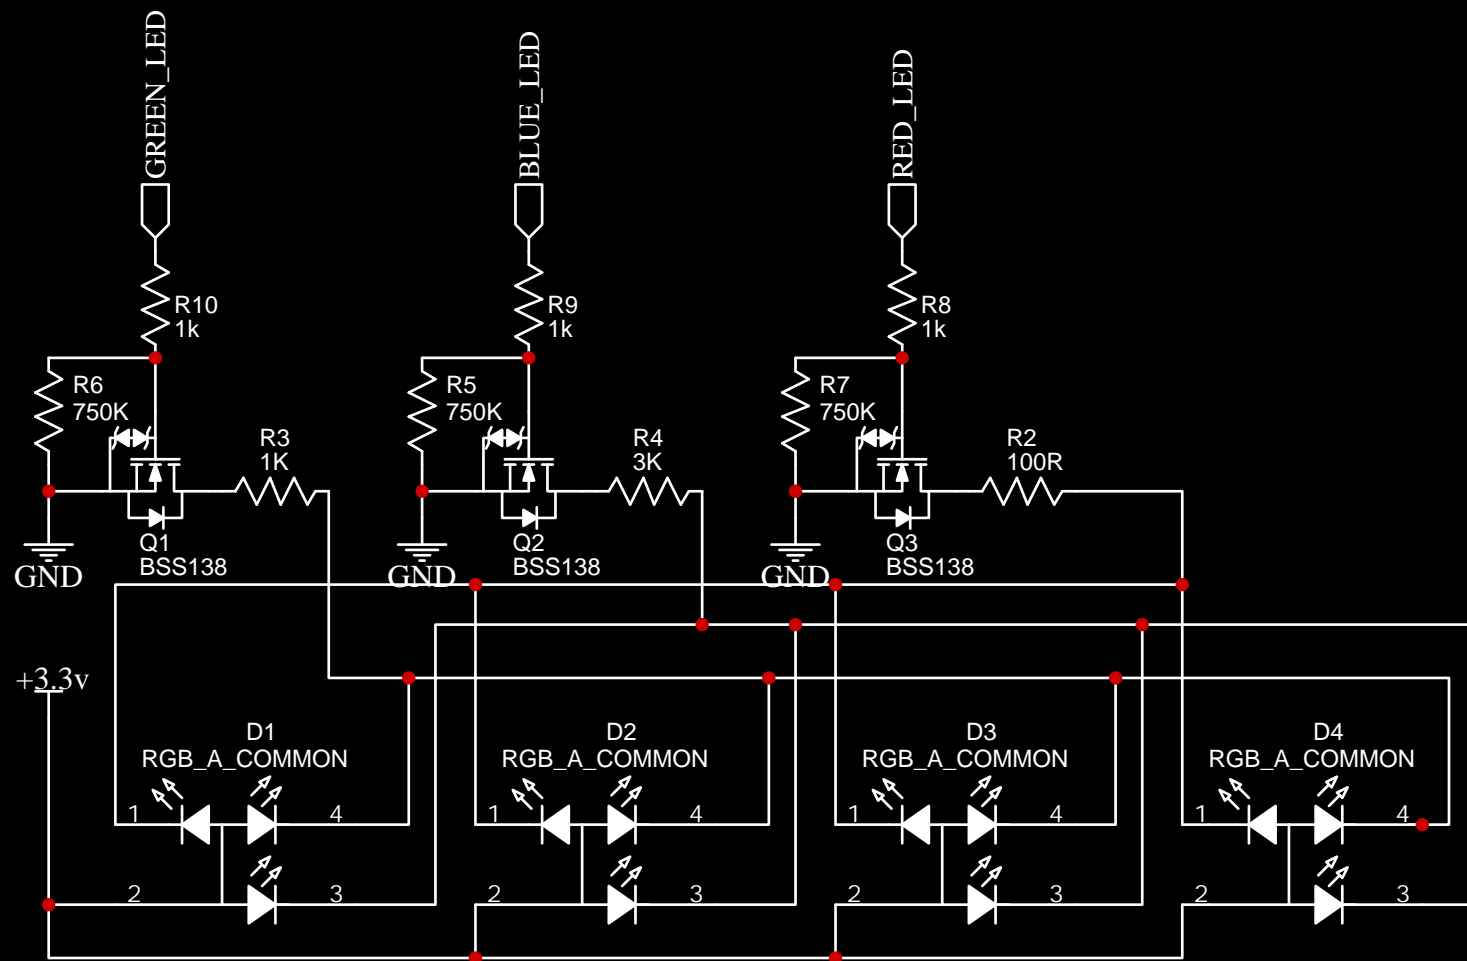 GREEN_LED
BLUE_LED
RED_LED
R10
1k
R9
1k
R8
1k
R6
750K
R5
750K
R7
750K
R3
1K
R4
3K
R2
100R
Q1
BSS138
Q2
BSS138
Q3
BSS138
GND
GND
GND
+3.3v
D1
RGB_A_COMMON
D2
RGB_A_COMMON
D3
RGB_A_COMMON
D4
RGB_A_COMMON
1
4
1
4
1
4
1
4
2
3
2
3
2
3
2
3